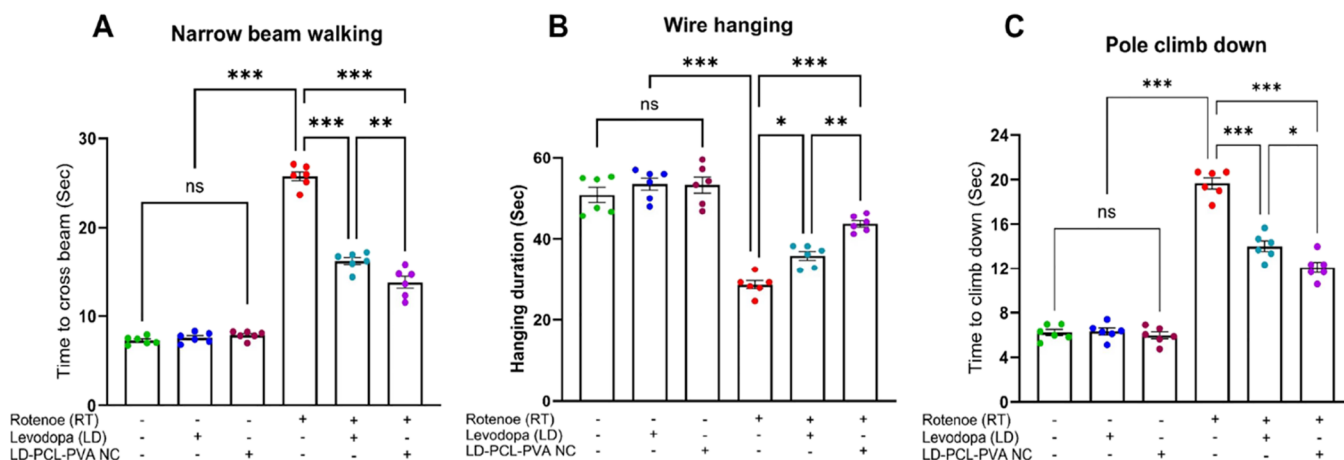 A
Narrow beam walking
***
***
***
**
ns
Time to cross beam (Sec)
30
20
10
0
Rotenoe (RT) - - - + + +
Levodopa (LD) - + - - + -
LD-PCL-PVA NC - - + - - +
B
Wire hanging
***
***
ns
*
**
Hanging duration (Sec)
60
40
20
0
Rotenoe (RT) - - - + + +
Levodopa (LD) - + - - + -
LD-PCL-PVA NC - - + - - +
C
Pole climb down
***
***
***
*
ns
Time to climb down (Sec)
24
20
16
12
8
4
0
Rotenoe (RT) - - - + + +
Levodopa (LD) - + - - + -
LD-PCL-PVA NC - - + - - +